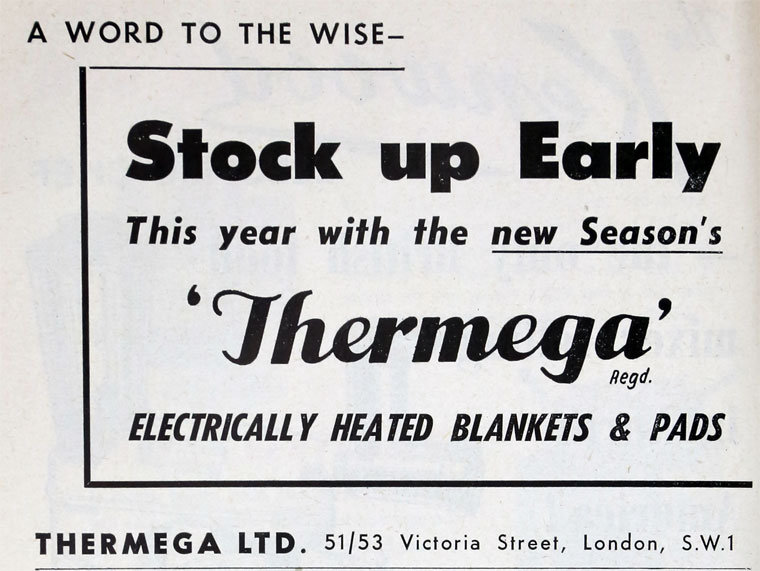 A WORD TO THE WISE—
Stock up Early
This year with the new Season's
'Thermega'
Regd.
ELECTRICALLY HEATED BLANKETS & PADS
THERMEGA LTD. 51/53 Victoria Street, London, S.W.1